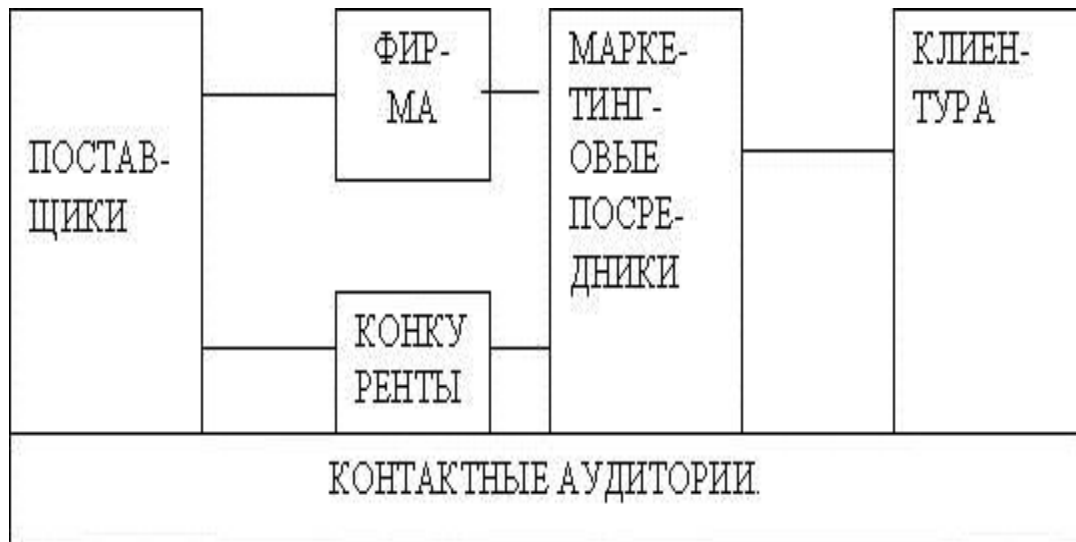 ПОСТАВ-
ЩИКИ
ФИР-
МА
КОНКУ
РЕНТЫ
МАРКЕ-
ТИНГ-
ОВЫЕ
ПОСРЕ-
ДНИКИ
КЛИЕН-
ТУРА
КОНТАКТНЫЕ АУДИТОРИИ.